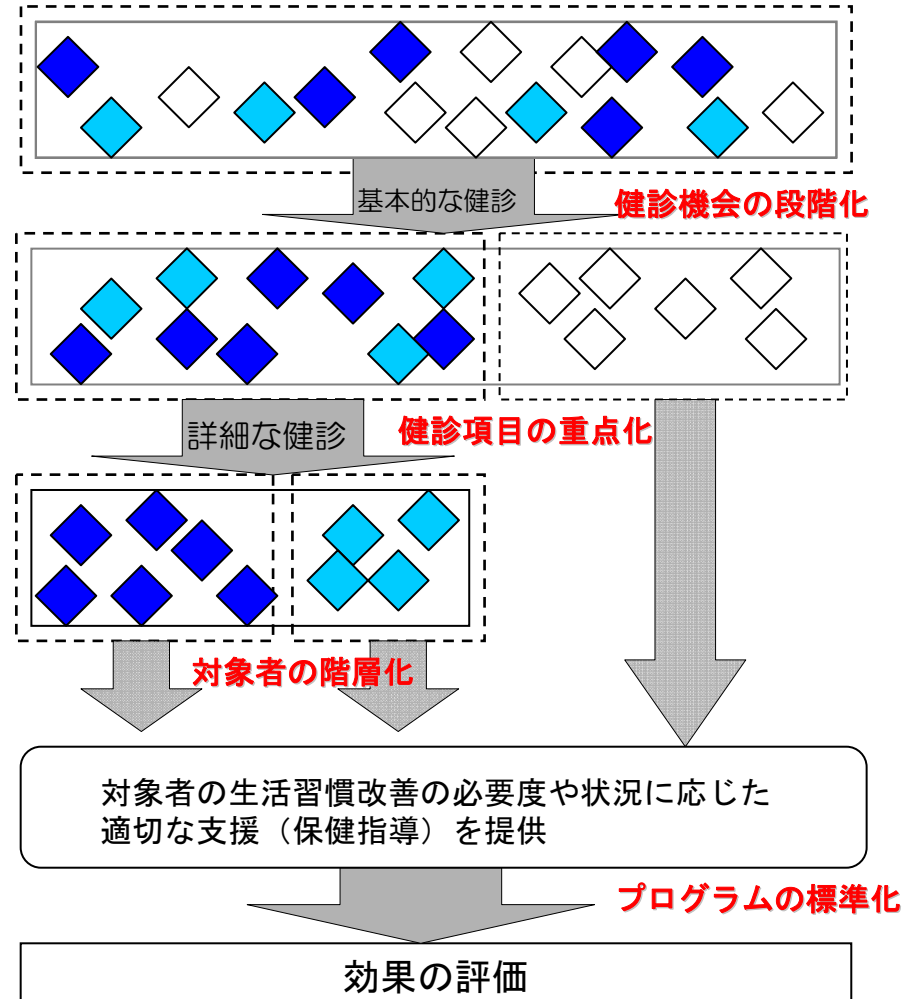 基本的な健診
健診機会の段階化
詳細な健診
健診項目の重点化
対象者の階層化
対象者の生活習慣改善の必要度や状況に応じた
適切な支援（保健指導）を提供
プログラムの標準化
効果の評価